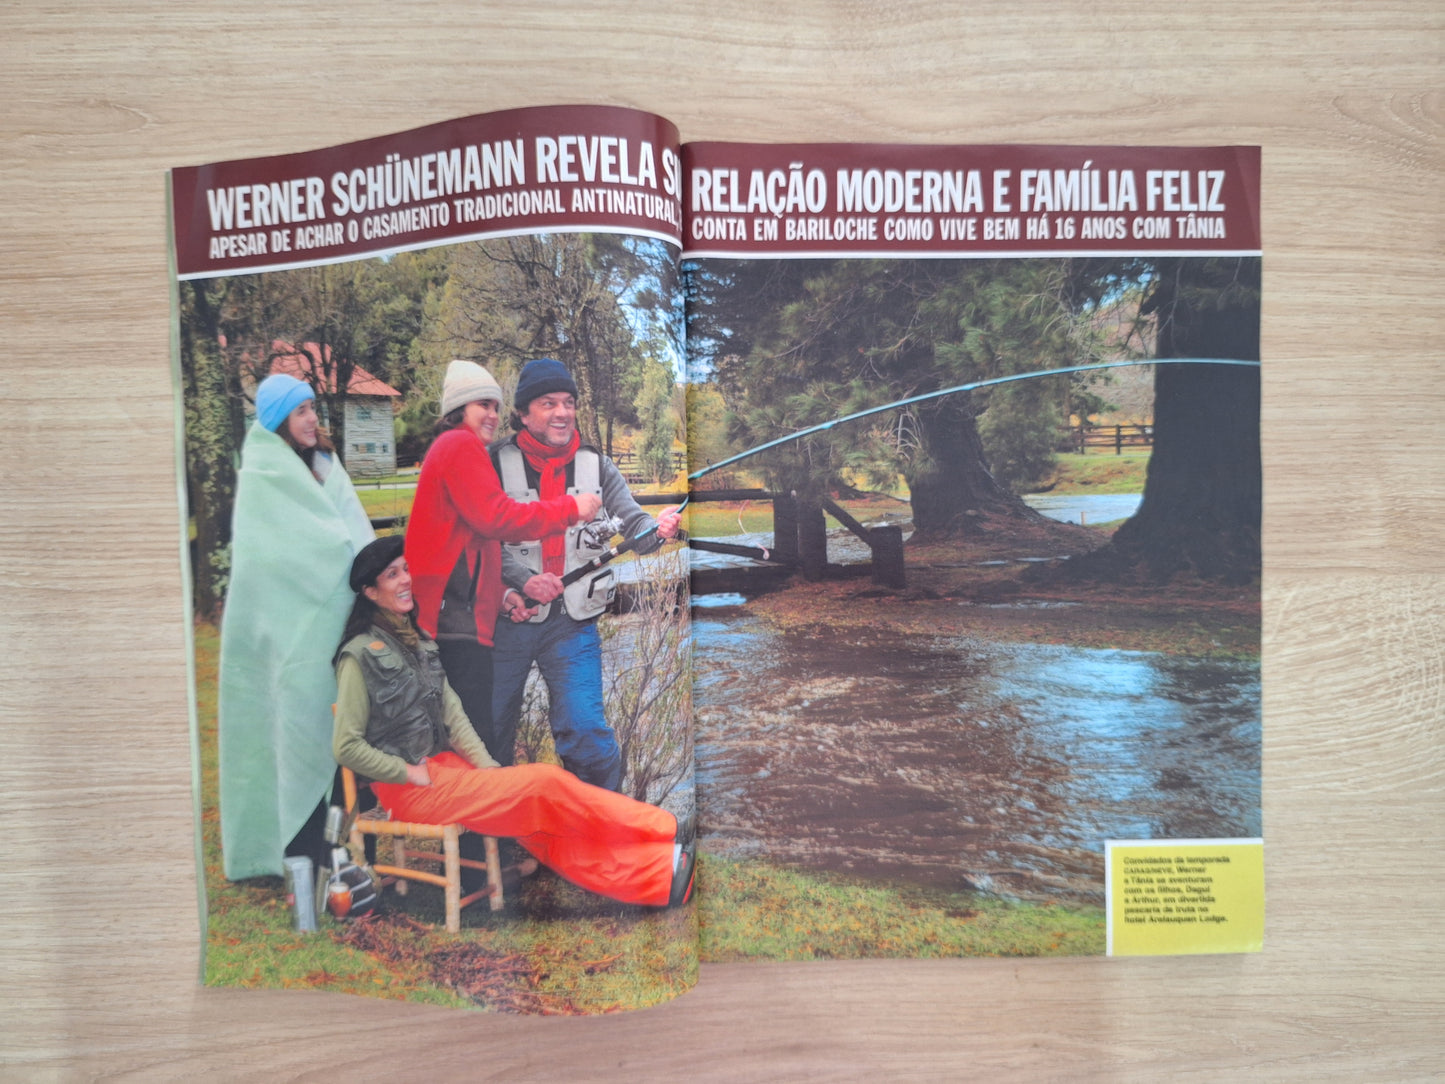 WERNER SCHÜNEMANN REVELA RELAÇÃO MODERNA E FAMÍLIA FELIZ
APESAR DE ACHAR O CASAMENTO TRADICIONAL ANTINATURAL, CONTA EM BARILOCHE COMO VIVE BEM HÁ 16 ANOS COM TÂNIA
Convidados da temporada
CARAS/NEVE, Werner
e Tânia se aventuram
com os filhos, Dagui
e Arthur, em divertida
pescaria de truta no
hotel Arelauquen Lodge.